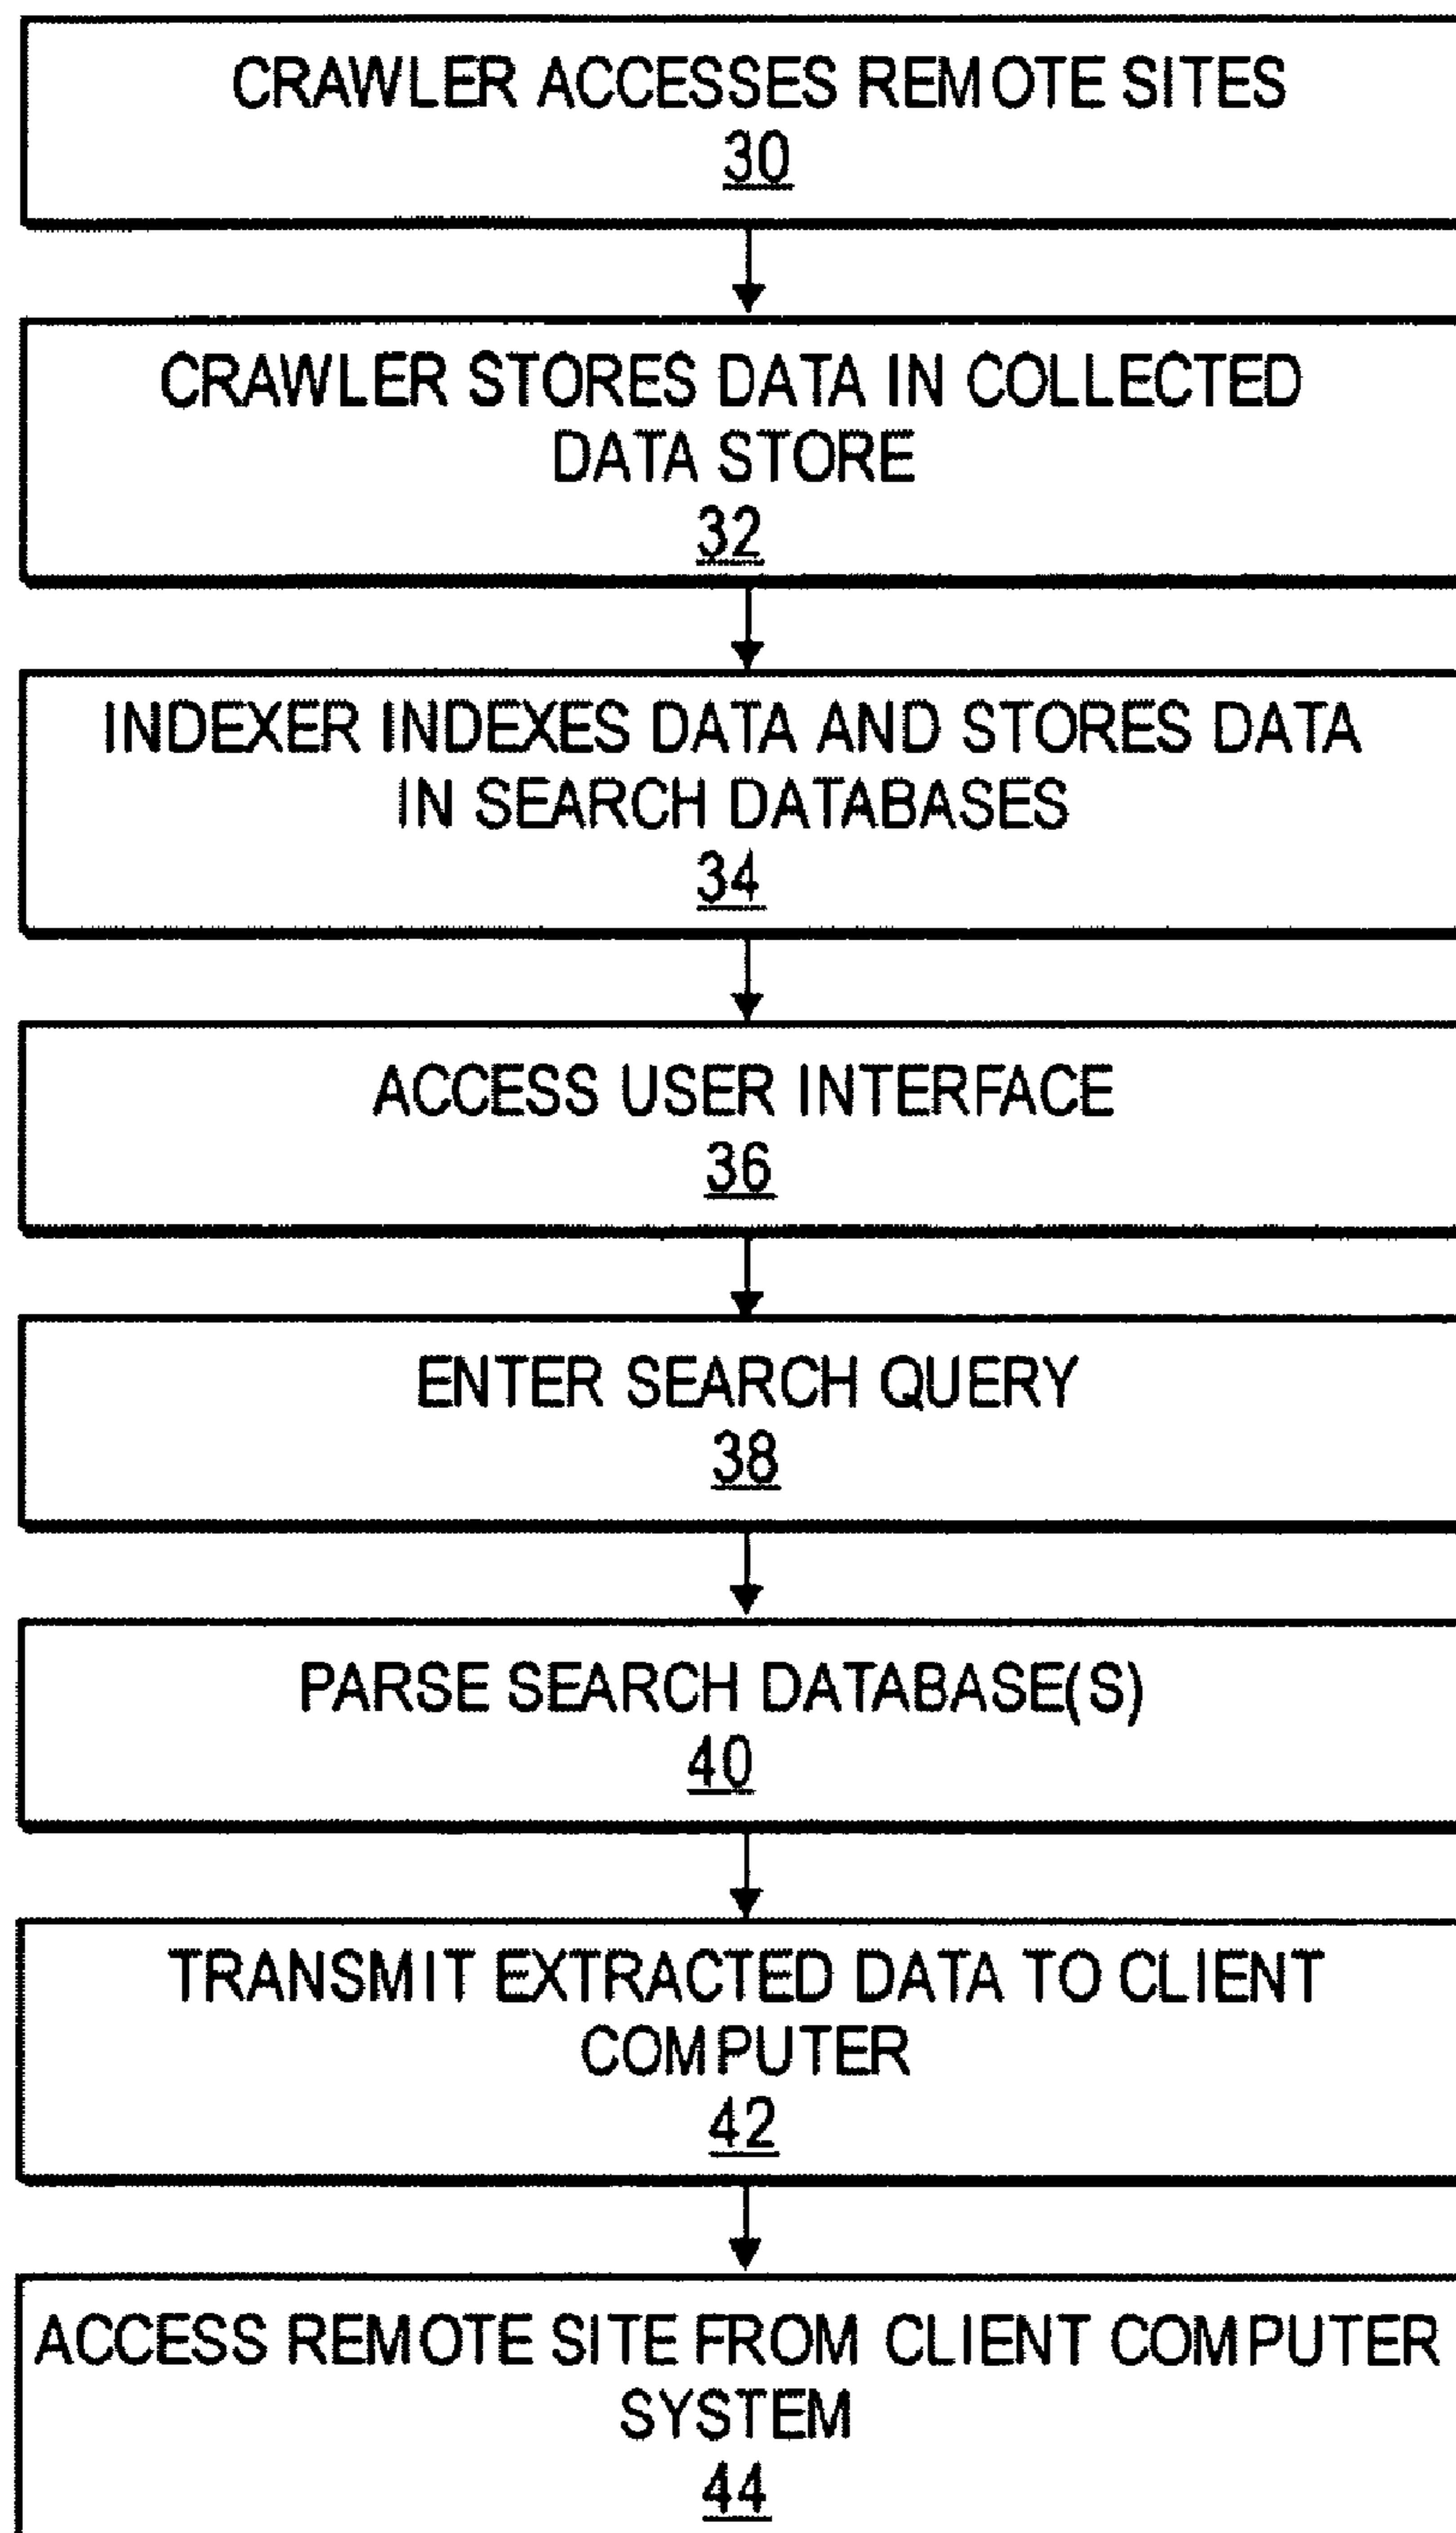 CRAWLER ACCESSES REMOTE SITES
30
CRAWLER STORES DATA IN COLLECTED
DATA STORE
32
INDEXER INDEXES DATA AND STORES DATA
IN SEARCH DATABASES
34
ACCESS USER INTERFACE
36
ENTER SEARCH QUERY
38
PARSE SEARCH DATABASE(S)
40
TRANSMIT EXTRACTED DATA TO CLIENT
COMPUTER
42
ACCESS REMOTE SITE FROM CLIENT COMPUTER
SYSTEM
44